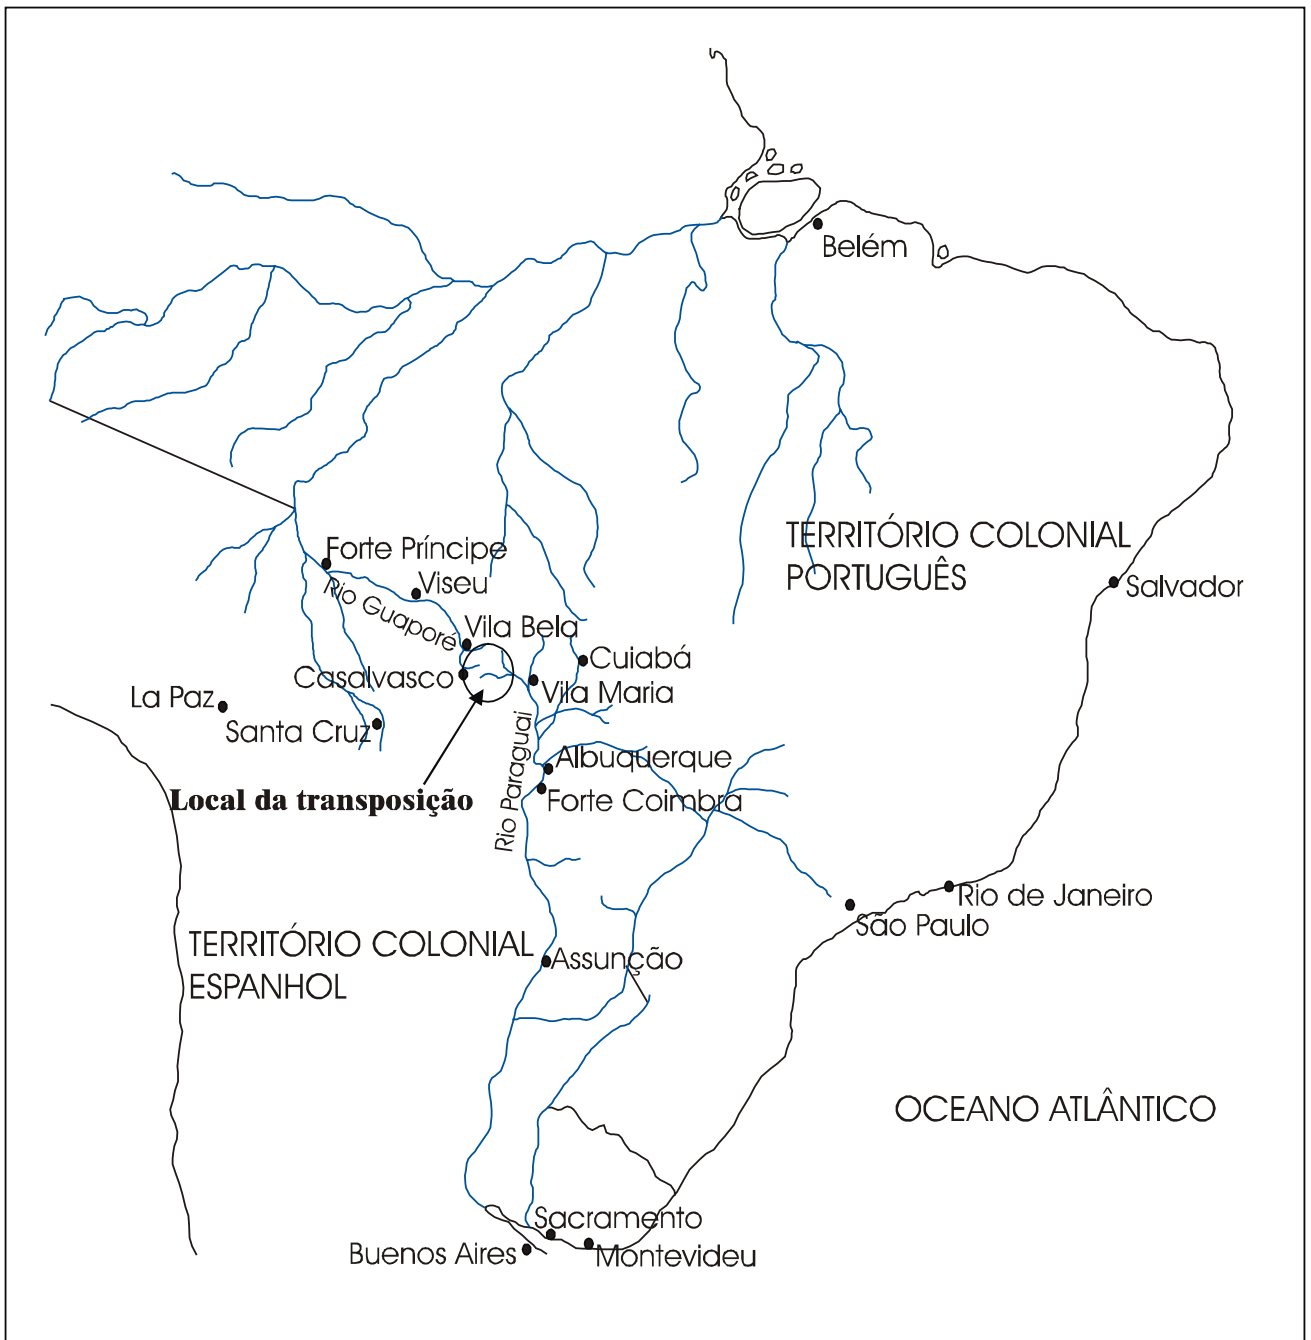 Belém
TERRITÓRIO COLONIAL
PORTUGUÊS
Forte Príncipe
Viseu
Salvador
Rio Guaporé
Vila Bela
Cuiabá
Casalvasco
Vila Maria
La Paz
Santa Cruz
Rio Paraguai
Albuquerque
Local da transposição
Forte Coimbra
Rio de Janeiro
São Paulo
TERRITÓRIO COLONIAL
ESPANHOL
Assunção
OCEANO ATLÂNTICO
Sacramento
Buenos Aires
Montevideu